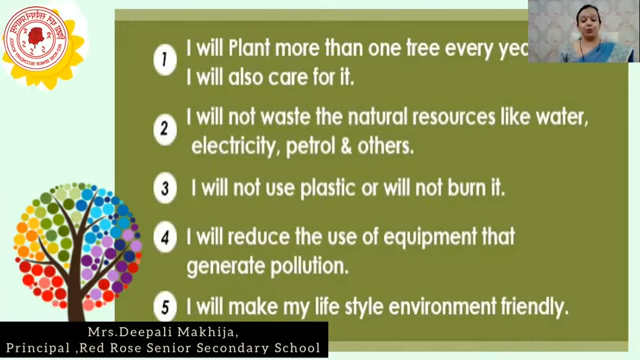 1 I will Plant more than one tree every
I will also care for it.
2 I will not waste the natural resources like water,
electricity, petrol & others.
3 I will not use plastic or will not burn it.
4 I will reduce the use of equipment that
generate pollution.
5 I will make my life style environment friendly.
Mrs.Deepali Makhija,
Principal ,Red Rose Senior Secondary School